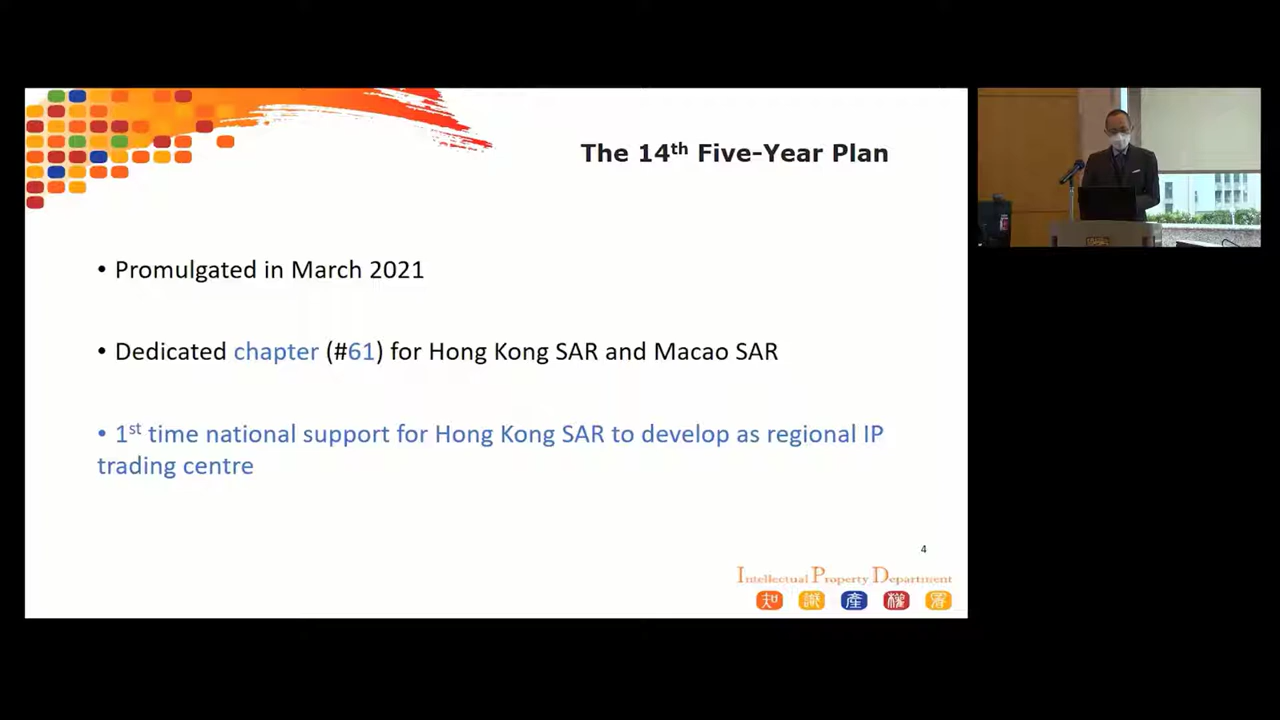 The 14th Five-Year Plan
• Promulgated in March 2021
• Dedicated chapter (#61) for Hong Kong SAR and Macao SAR
• 1st time national support for Hong Kong SAR to develop as regional IP
trading centre
4
Intellectual Property Department
知識產權署